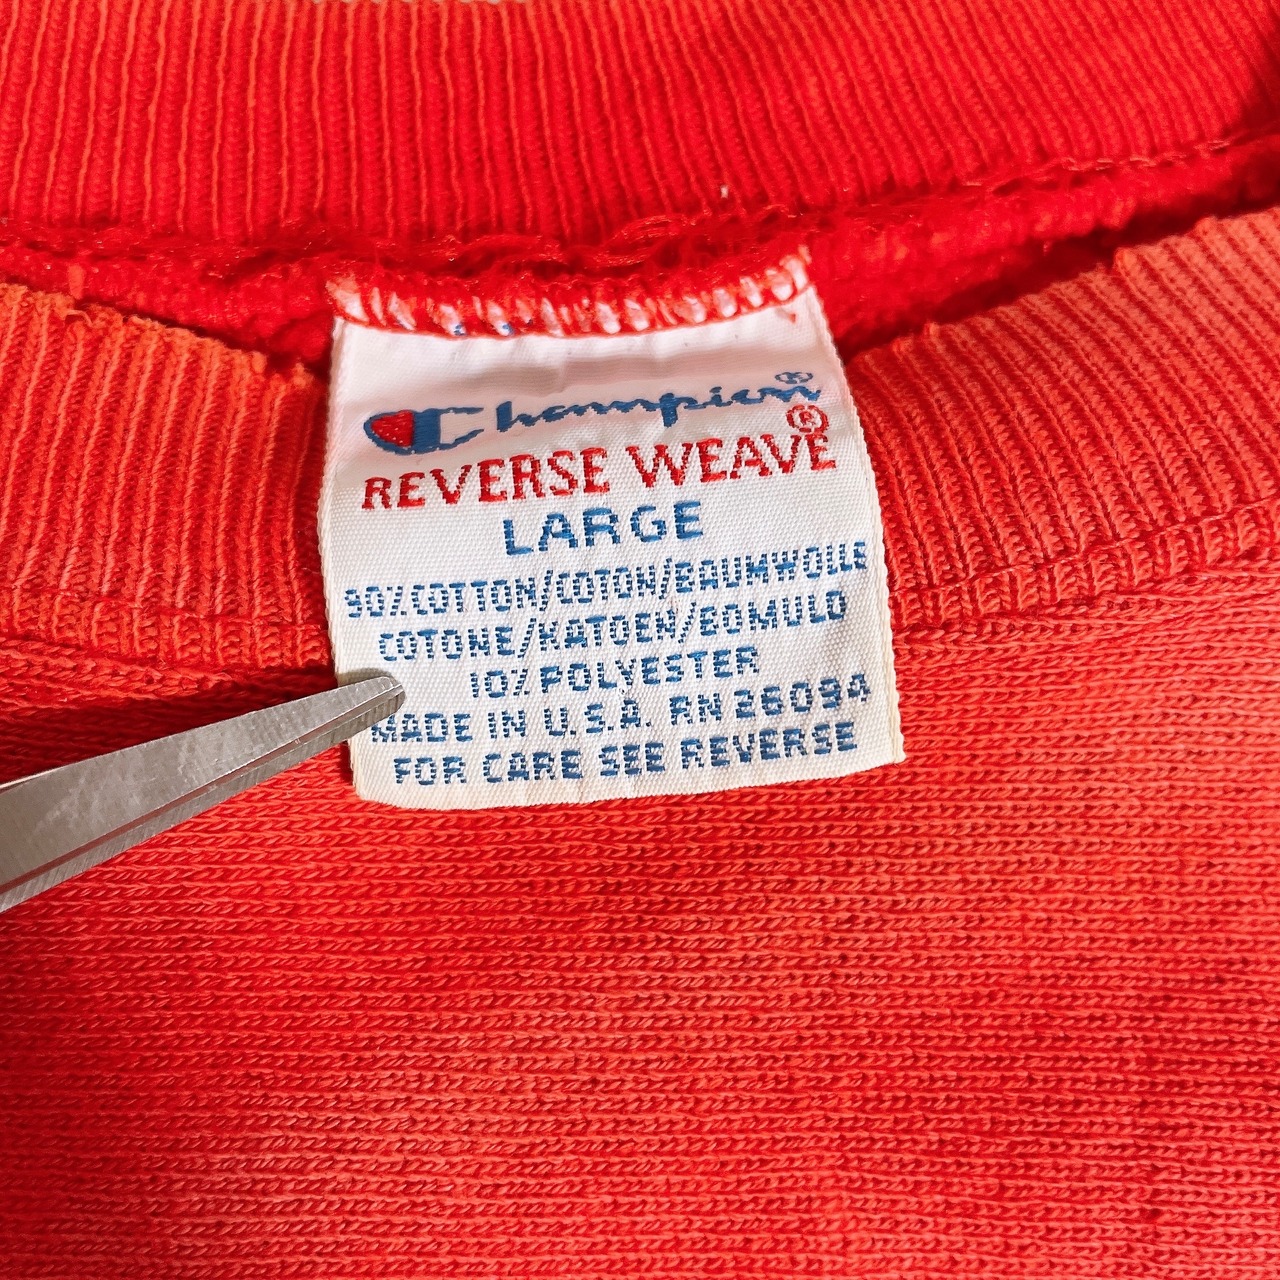 Champion®
REVERSE WEAVE®
LARGE
90%COTTON/COTON/BAUMWOLLE
COTONE/KATOEN/BOMULD
10%POLYESTER
MADE IN U.S.A. RN 26094
FOR CARE SEE REVERSE